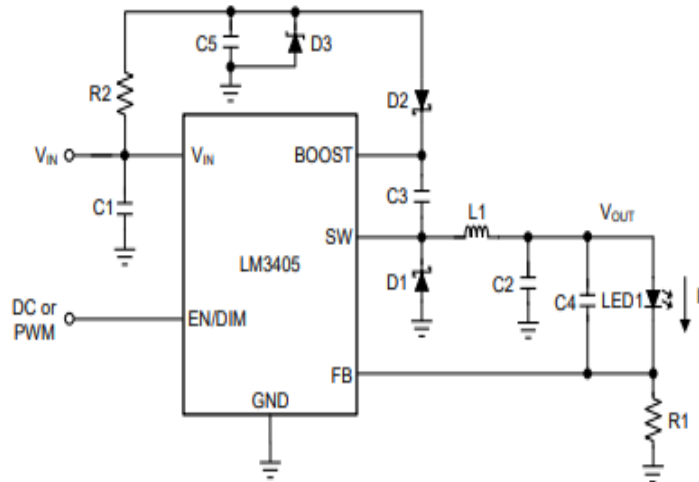 C5
D3
R2
D2
VIN
VIN
BOOST
C3
C1
L1
VOUT
SW
LM3405
D1
C2
C4
LED1
I
DC or
PWM
EN/DIM
FB
GND
R1